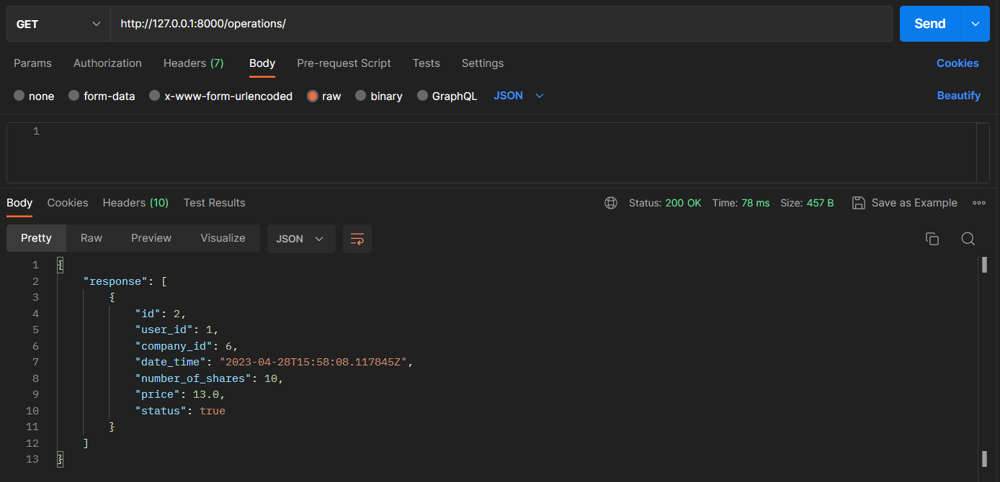 GET http://127.0.0.1:8000/operations/ Send
Params Authorization Headers (7) Body Pre-request Script Tests Settings Cookies
none form-data x-www-form-urlencoded raw binary GraphQL JSON Beautify
1
Body Cookies Headers (10) Test Results Status: 200 OK Time: 78 ms Size: 457 B Save as Example
Pretty Raw Preview Visualize JSON
1 {
2 "response": [
3 {
4 "id": 2,
5 "user_id": 1,
6 "company_id": 6,
7 "date_time": "2023-04-28T15:58:08.117845Z",
8 "number_of_shares": 10,
9 "price": 13.0,
10 "status": true
11 }
12 ]
13 }